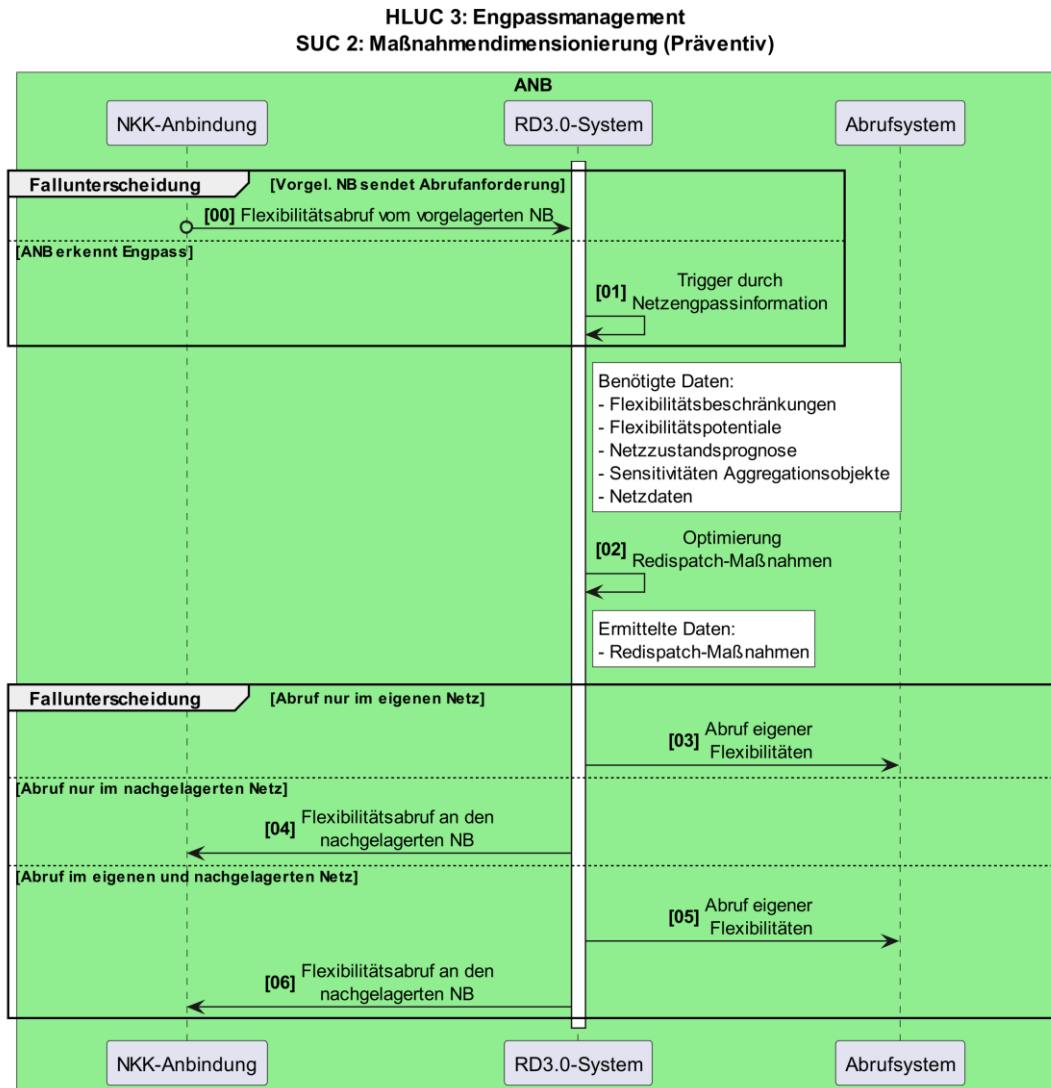 HLUC 3: Engpassmanagement
SUC 2: Maßnahmendimensionierung (Präventiv)
ANB
NKK-Anbindung
RD3.0-System
Abrufsystem
Fallunterscheidung
[Vorgel. NB sendet Abrufanforderung]
[00] Flexibilitätsabruf vom vorgelagerten NB
[ANB erkennt Engpass]
[01] Trigger durch
Netzengpassinformation
Benötigte Daten:
- Flexibilitätsbeschränkungen
- Flexibilitätspotentiale
- Netzzustandsprognose
- Sensitivitäten Aggregationsobjekte
- Netzdaten
[02] Optimierung
Redispatch-Maßnahmen
Ermittelte Daten:
- Redispatch-Maßnahmen
Fallunterscheidung
[Abruf nur im eigenen Netz]
[03] Abruf eigener
Flexibilitäten
[Abruf nur im nachgelagerten Netz]
[04] Flexibilitätsabruf an den
nachgelagerten NB
[Abruf im eigenen und nachgelagerten Netz]
[05] Abruf eigener
Flexibilitäten
[06] Flexibilitätsabruf an den
nachgelagerten NB
NKK-Anbindung
RD3.0-System
Abrufsystem